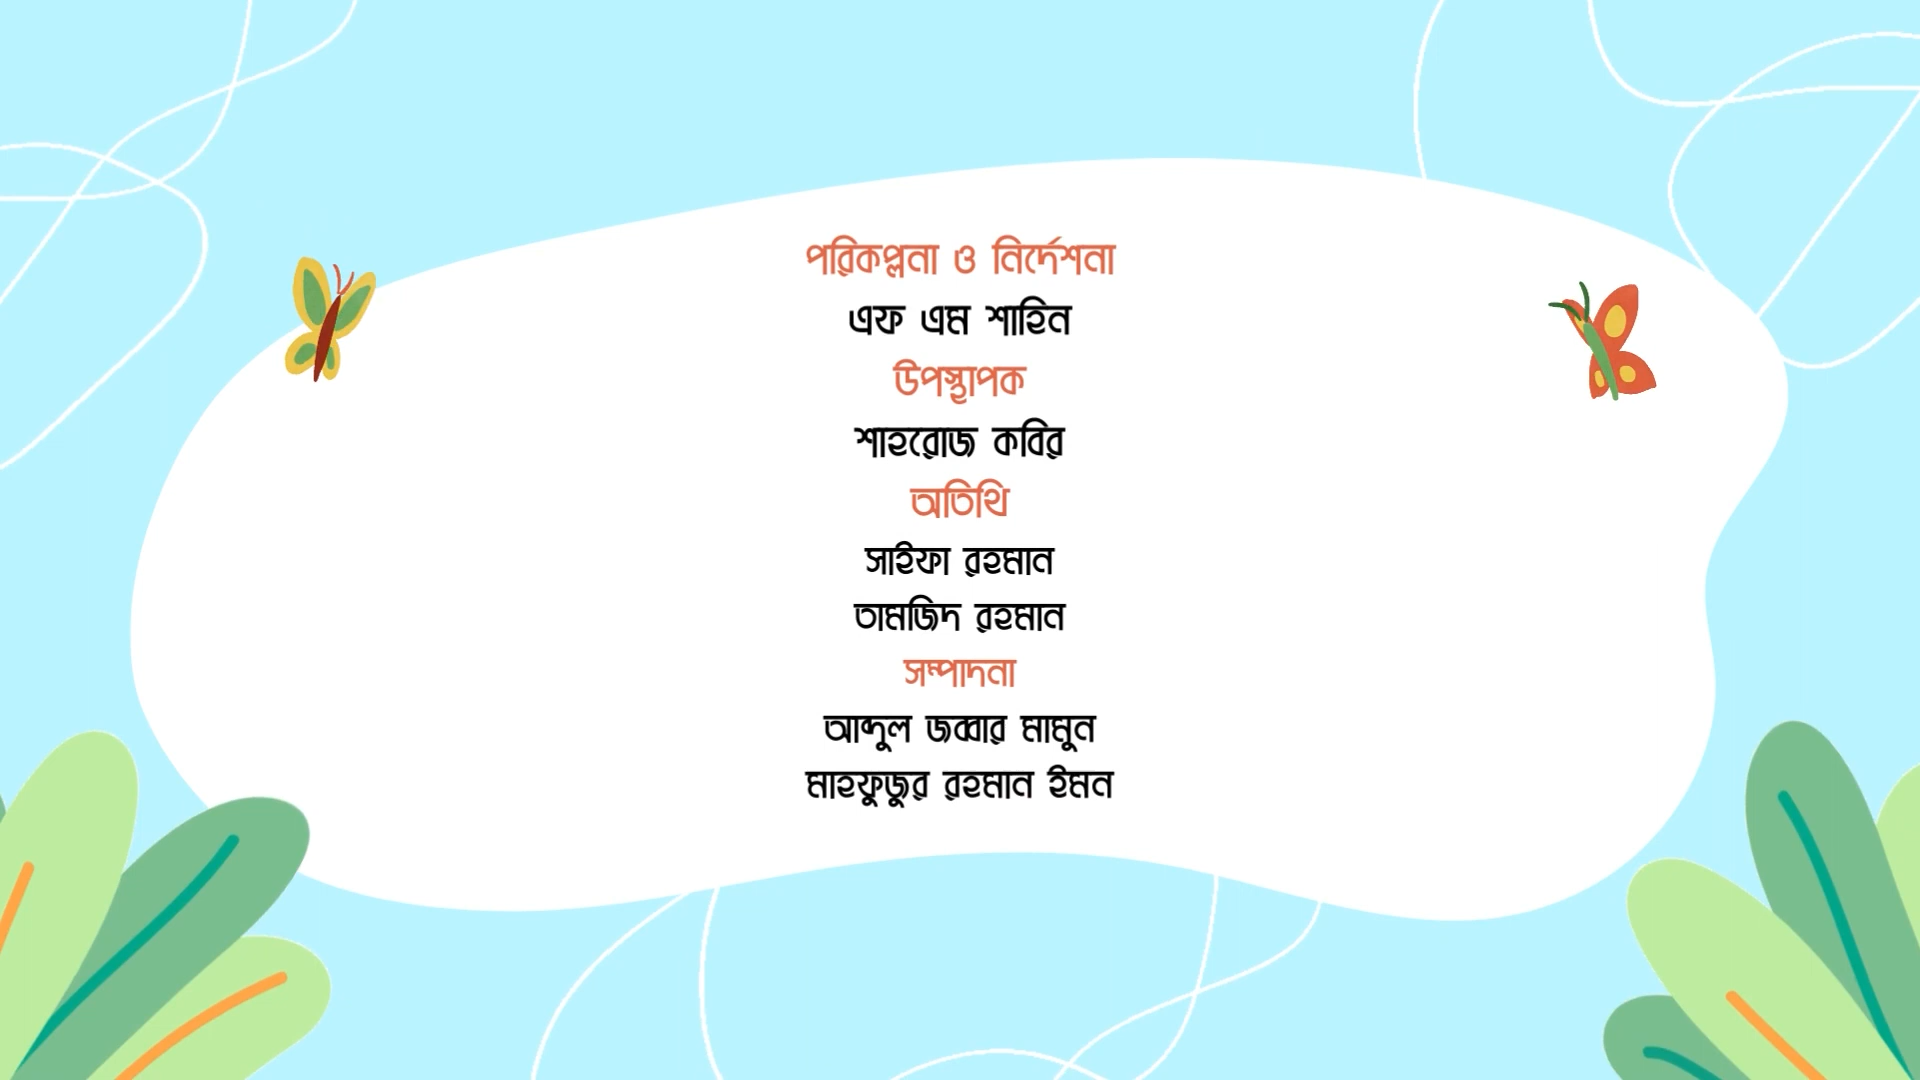 পরিকল্পনা ও নির্দেশনা
এফ এম শাহিন
উপস্থাপক
শাহরোজ কবির
অতিথি
সাইফা রহমান
তামজিদ রহমান
সম্পাদনা
আব্দুল জব্বার মামুন
মাহফুজুর রহমান ইমন